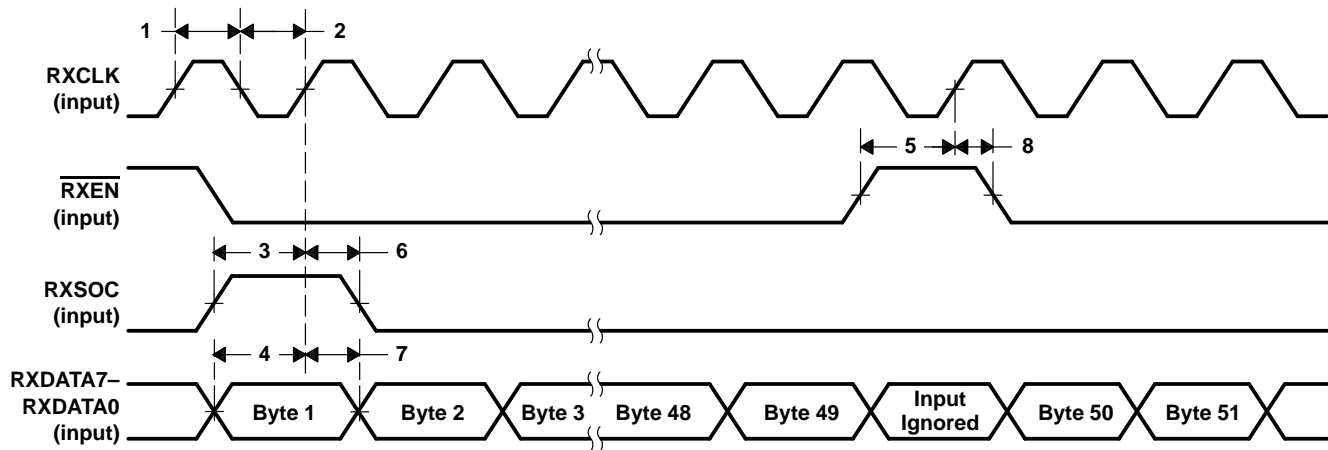 1 2
RXCLK
(input)
5 8
RXEN
(input)
3 6
RXSOC
(input)
4 7
RXDATA7–
RXDATA0
(input)
Byte 1 Byte 2 Byte 3 Byte 48 Byte 49 Input Ignored Byte 50 Byte 51